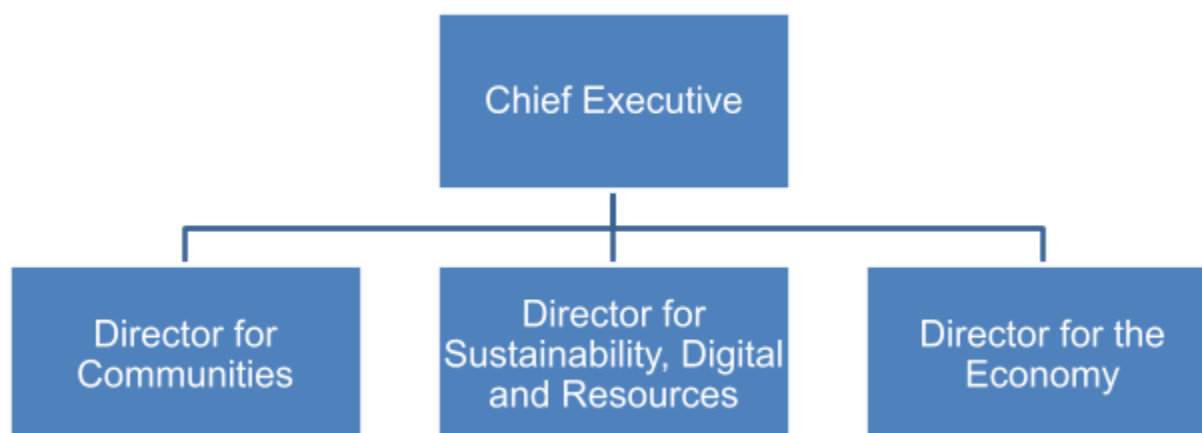 Chief Executive
Director for
Communities
Director for
Sustainability, Digital
and Resources
Director for the
Economy